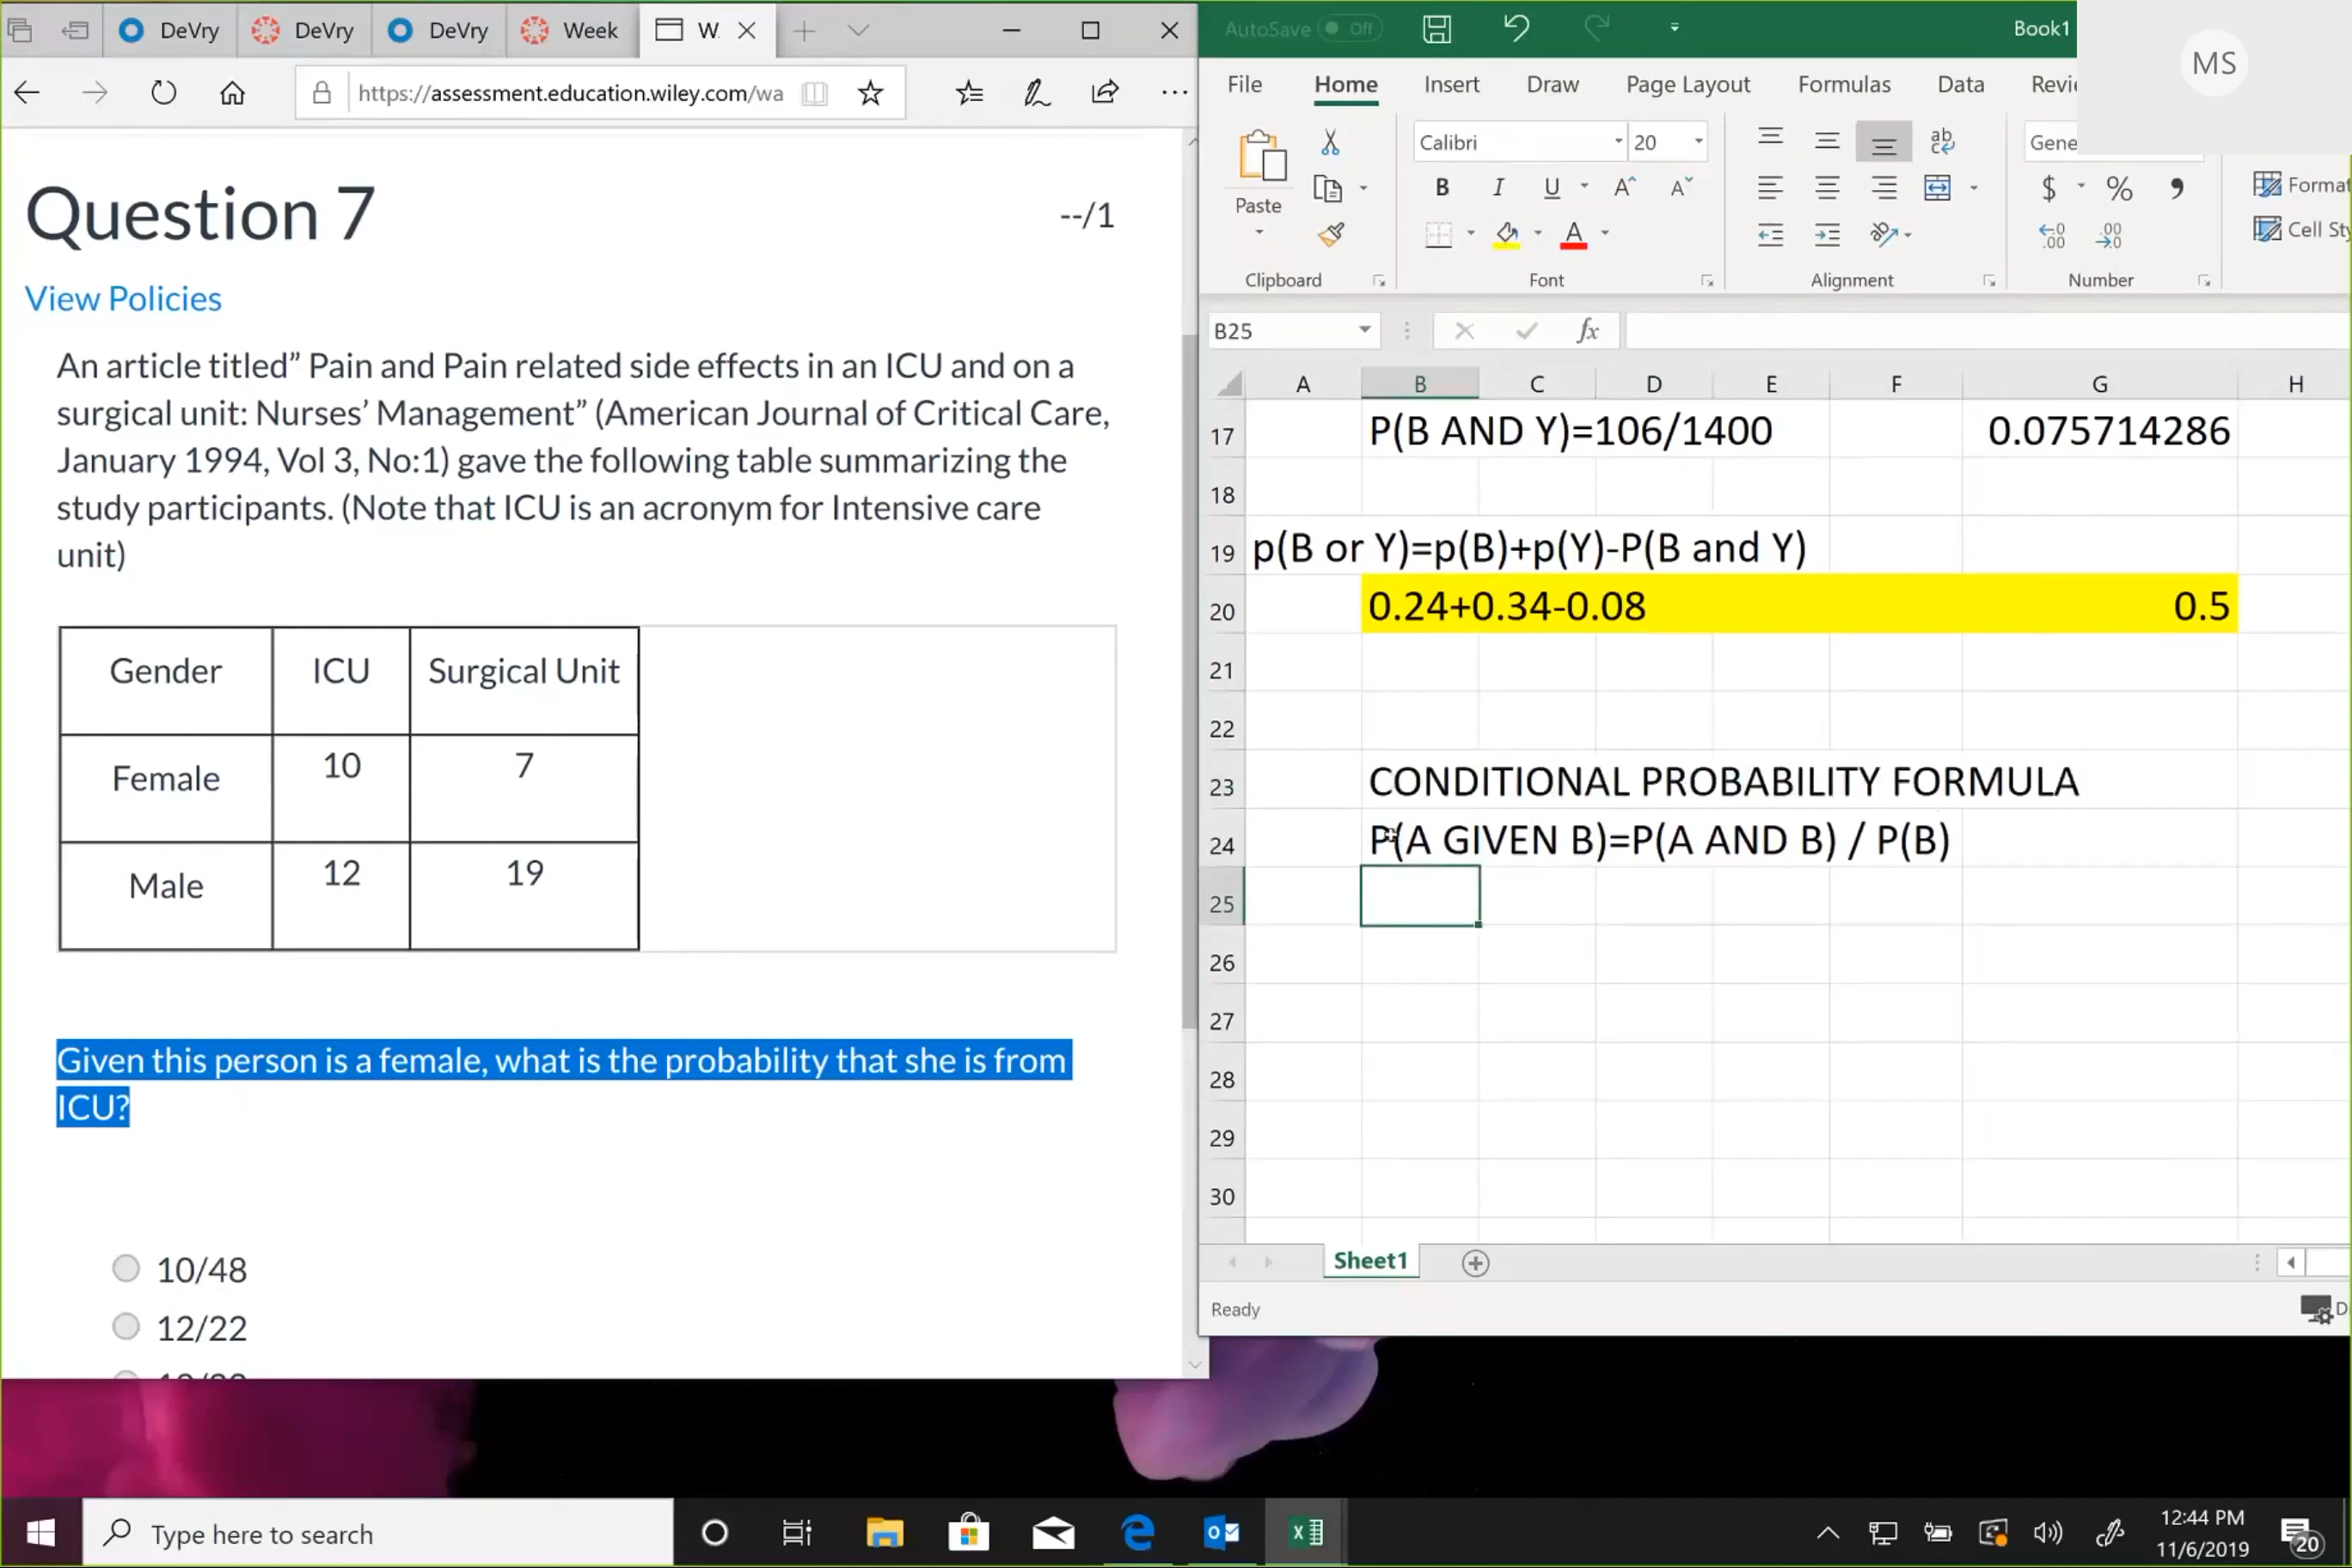 DeVry
DeVry
DeVry
Week
W
https://assessment.education.wiley.com/wa
Question 7
--/1
View Policies
An article titled” Pain and Pain related side effects in an ICU and on a
surgical unit: Nurses’ Management” (American Journal of Critical Care,
January 1994, Vol 3, No:1) gave the following table summarizing the
study participants. (Note that ICU is an acronym for Intensive care
unit)
Gender ICU Surgical Unit
Female 10 7
Male 12 19
Given this person is a female, what is the probability that she is from
ICU?
10/48
12/22
AutoSave Off
Book1
MS
File Home Insert Draw Page Layout Formulas Data
Paste
Calibri 20
B I U A A
ab
c
$ % ,
A
Clipboard Font Alignment Number
B25
fx
A B C D E F G H
17 P(B AND Y)=106/1400 0.075714286
18
19 p(B or Y)=p(B)+p(Y)-P(B and Y)
20 0.24+0.34-0.08 0.5
21
22
23 CONDITIONAL PROBABILITY FORMULA
24 P(A GIVEN B)=P(A AND B) / P(B)
25
26
27
28
29
30
Sheet1
Ready
Type here to search
12:44 PM
11/6/2019
20